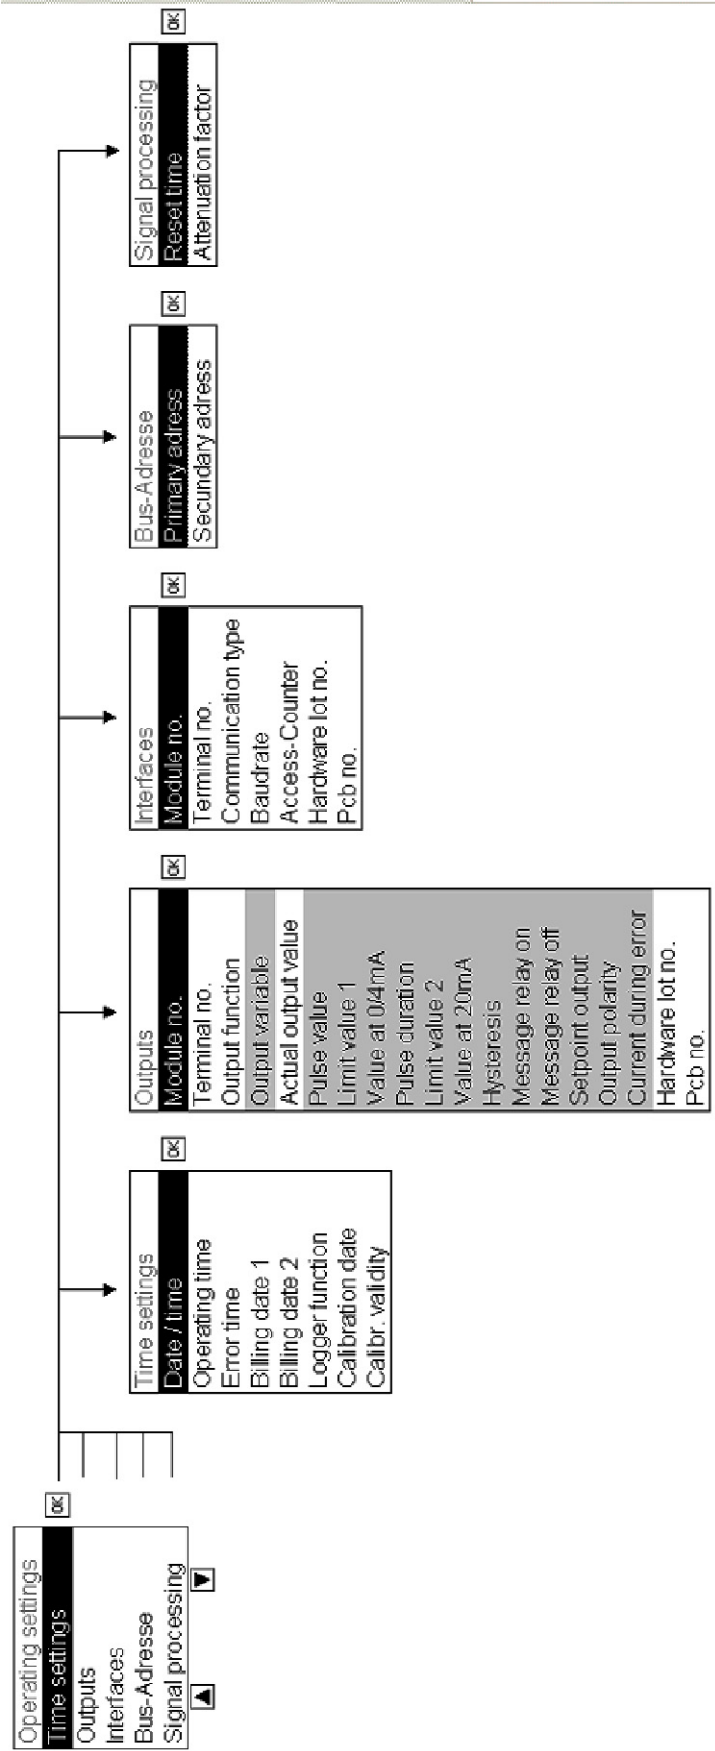 Operating settings
Time settings
Outputs
Interfaces
Bus-Adresse
Signal processing
OK
Time settings
Date / time
Operating time
Error time
Billing date 1
Billing date 2
Logger function
Calibration date
Calibr. validity
OK
Outputs
Module no.
Terminal no.
Output function
Output variable
Actual output value
Pulse value
Limit value 1
Value at 0/4mA
Pulse duration
Limit value 2
Value at 20mA
Hysteresis
Message relay on
Message relay off
Setpoint output
Output polarity
Current during error
Hardware lot no.
Pcb no.
OK
Interfaces
Module no.
Terminal no.
Communication type
Baudrate
Access-Counter
Hardware lot no.
Pcb no.
OK
Bus-Adresse
Primary adress
Secundary adress
OK
Signal processing
Reset time
Attenuation factor
OK